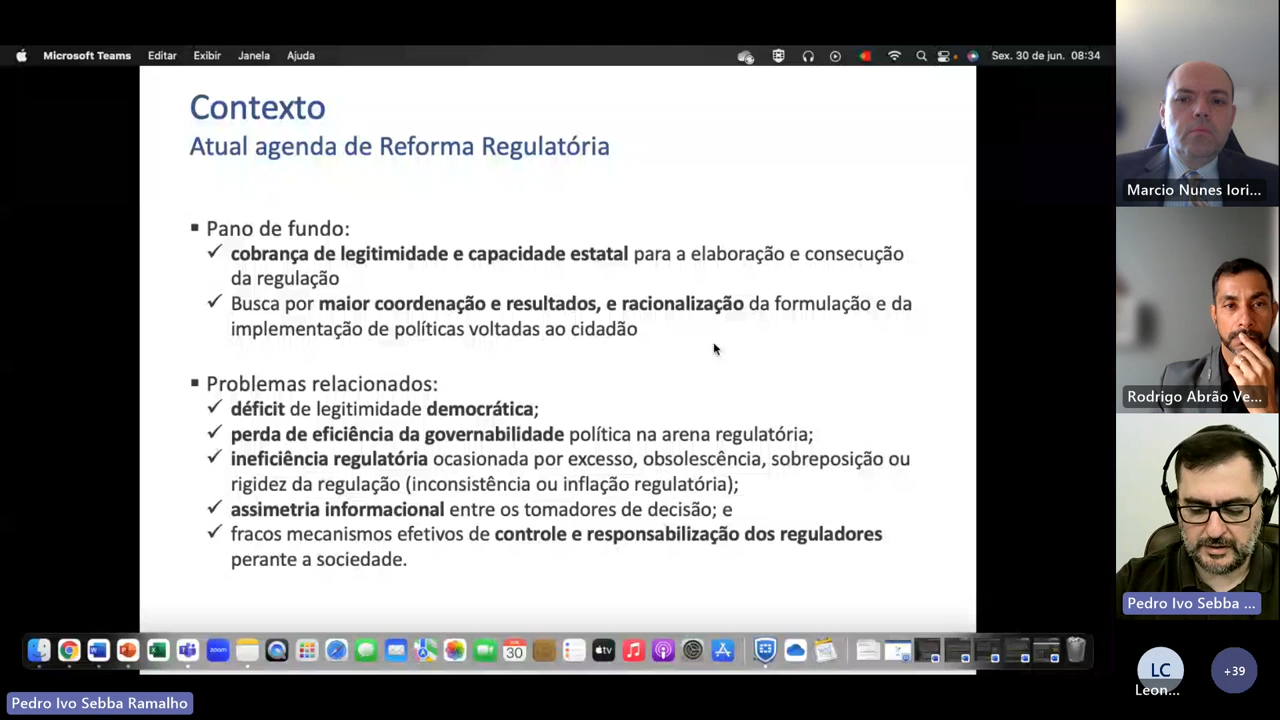 Microsoft Teams Editar Exibir Janela Ajuda Sex. 30 de jun. 08:34
Contexto
Atual agenda de Reforma Regulatória
▪ Pano de fundo:
✓ cobrança de legitimidade e capacidade estatal para a elaboração e consecução
da regulação
✓ Busca por maior coordenação e resultados, e racionalização da formulação e da
implementação de políticas voltadas ao cidadão
▪ Problemas relacionados:
✓ déficit de legitimidade democrática;
✓ perda de eficiência da governabilidade política na arena regulatória;
✓ ineficiência regulatória ocasionada por excesso, obsolescência, sobreposição ou
rigidez da regulação (inconsistência ou inflação regulatória);
✓ assimetria informacional entre os tomadores de decisão; e
✓ fracos mecanismos efetivos de controle e responsabilização dos reguladores
perante a sociedade.
zoom
30
tv
Pedro Ivo Sebba Ramalho
Marcio Nunes Iori...
Rodrigo Abrão Ve...
Pedro Ivo Sebba ...
LC
Leon...
+39